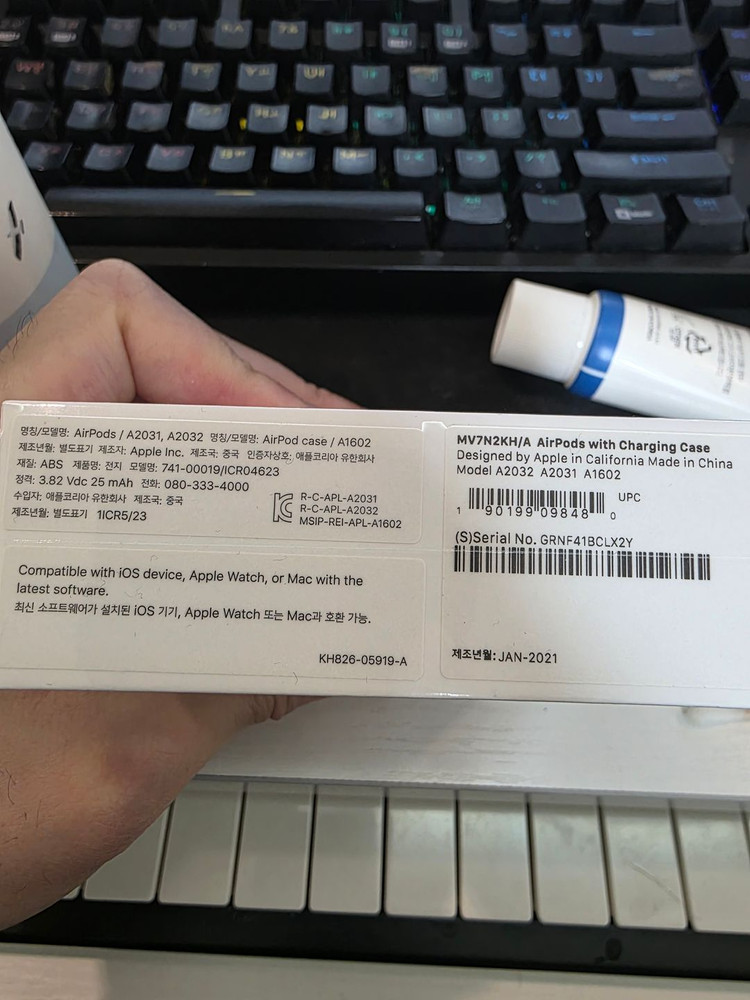 명칭/모델명: AirPods / A2031, A2032 명칭/모델명: AirPod case / A1602
제조년월: 별도표기 제조자: Apple Inc. 제조국: 중국 인증자상호: 애플코리아 유한회사
재질: ABS 제품명: 전지 모델명: 741-00019/ICR04623
정격: 3.82 Vdc 25 mAh 전화: 080-333-4000
수입자: 애플코리아 유한회사 제조국: 중국
제조년월: 별도표기 1ICR5/23
R-C-APL-A2031
R-C-APL-A2032
MSIP-REI-APL-A1602
Compatible with iOS device, Apple Watch, or Mac with the
latest software.
최신 소프트웨어가 설치된 iOS 기기, Apple Watch 또는 Mac과 호환 가능.
KH826-05919-A
MV7N2KH/A AirPods with Charging Case
Designed by Apple in California Made in China
Model A2032 A2031 A1602
UPC
1 90199 09848 0
(S)Serial No. GRNF41BCLX2Y
제조년월: JAN-2021